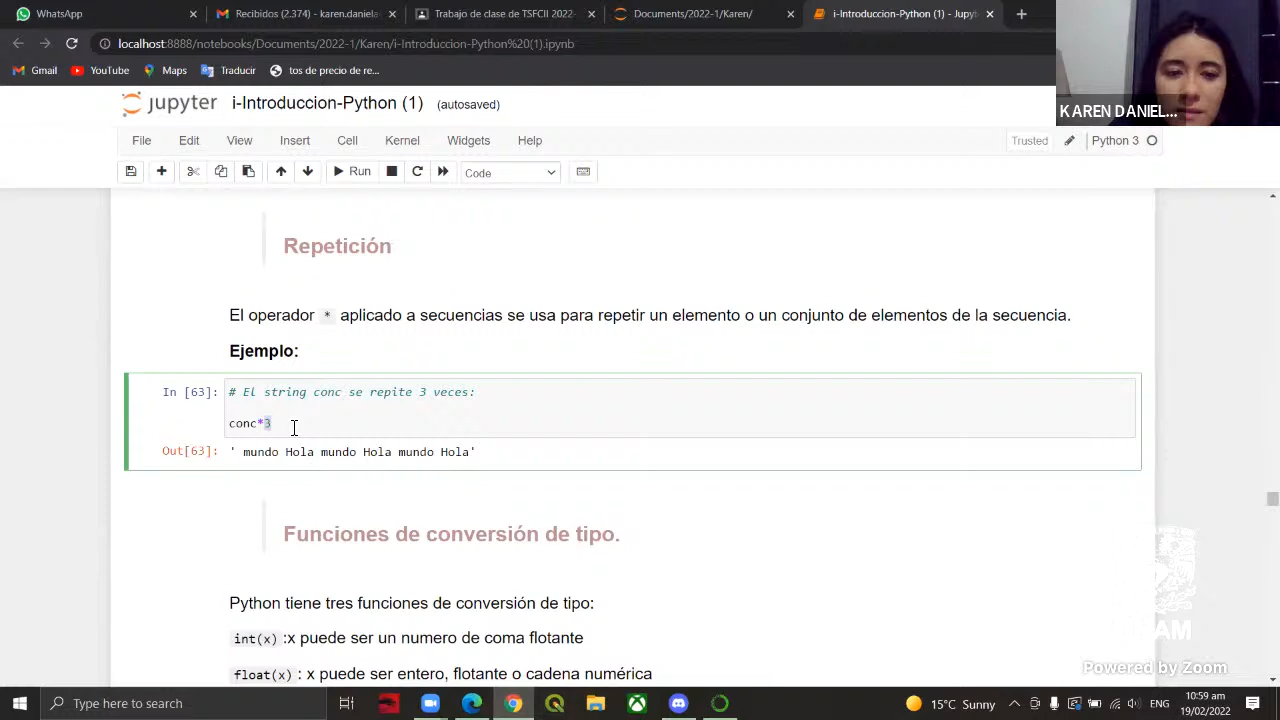 WhatsApp
Recibidos (2.374) - karen.daniela
Trabajo de clase de TSFCII 2022-
Documents/2022-1/Karen/
i-Introduccion-Python (1) - Jupyt
localhost:8888/notebooks/Documents/2022-1/Karen/i-Introduccion-Python%20(1).ipynb
Gmail
YouTube
Maps
Traducir
tos de precio de re...
KAREN DANIEL...
jupyter i-Introduccion-Python (1) (autosaved)
File Edit View Insert Cell Kernel Widgets Help
Trusted
Python 3
Run
Code
Repetición
El operador * aplicado a secuencias se usa para repetir un elemento o un conjunto de elementos de la secuencia.
Ejemplo:
In [63]: # El string conc se repite 3 veces:
conc*3
Out[63]: ' mundo Hola mundo Hola mundo Hola'
Funciones de conversión de tipo.
Python tiene tres funciones de conversión de tipo:
int(x) :x puede ser un numero de coma flotante
float(x) : x puede ser entero, flotante o cadena numérica
Powered by Zoom
Type here to search
15°C Sunny
10:59 am
19/02/2022